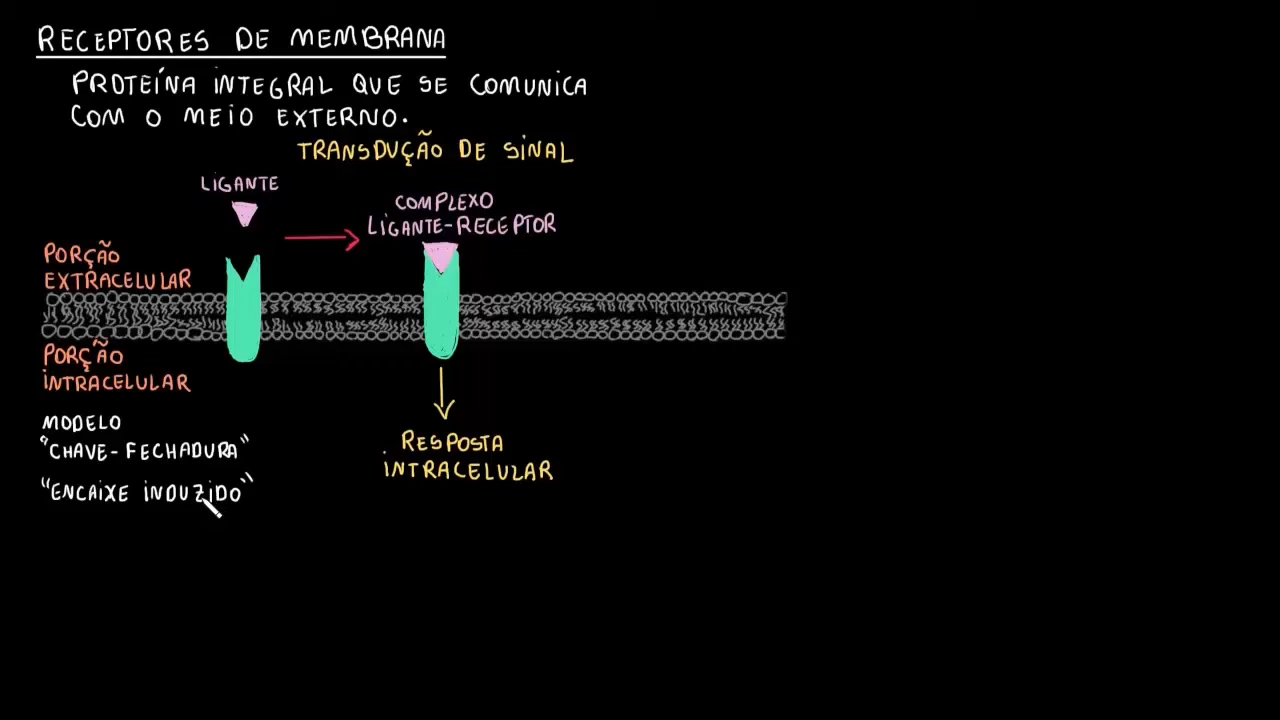 RECEPTORES DE MEMBRANA
PROTEÍNA INTEGRAL QUE SE COMUNICA
COM O MEIO EXTERNO.
TRANSDUÇÃO DE SINAL
LIGANTE
COMPLEXO
LIGANTE-RECEPTOR
PORÇÃO
EXTRACELULAR
PORÇÃO
INTRACELULAR
MODELO
"CHAVE-FECHADURA"
"ENCAIXE INDUZIDO"
RESPOSTA
INTRACELULAR